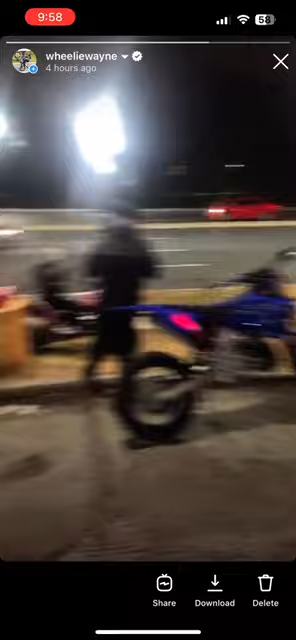 9:58
58
wheeliewayne
4 hours ago
Share
Download
Delete